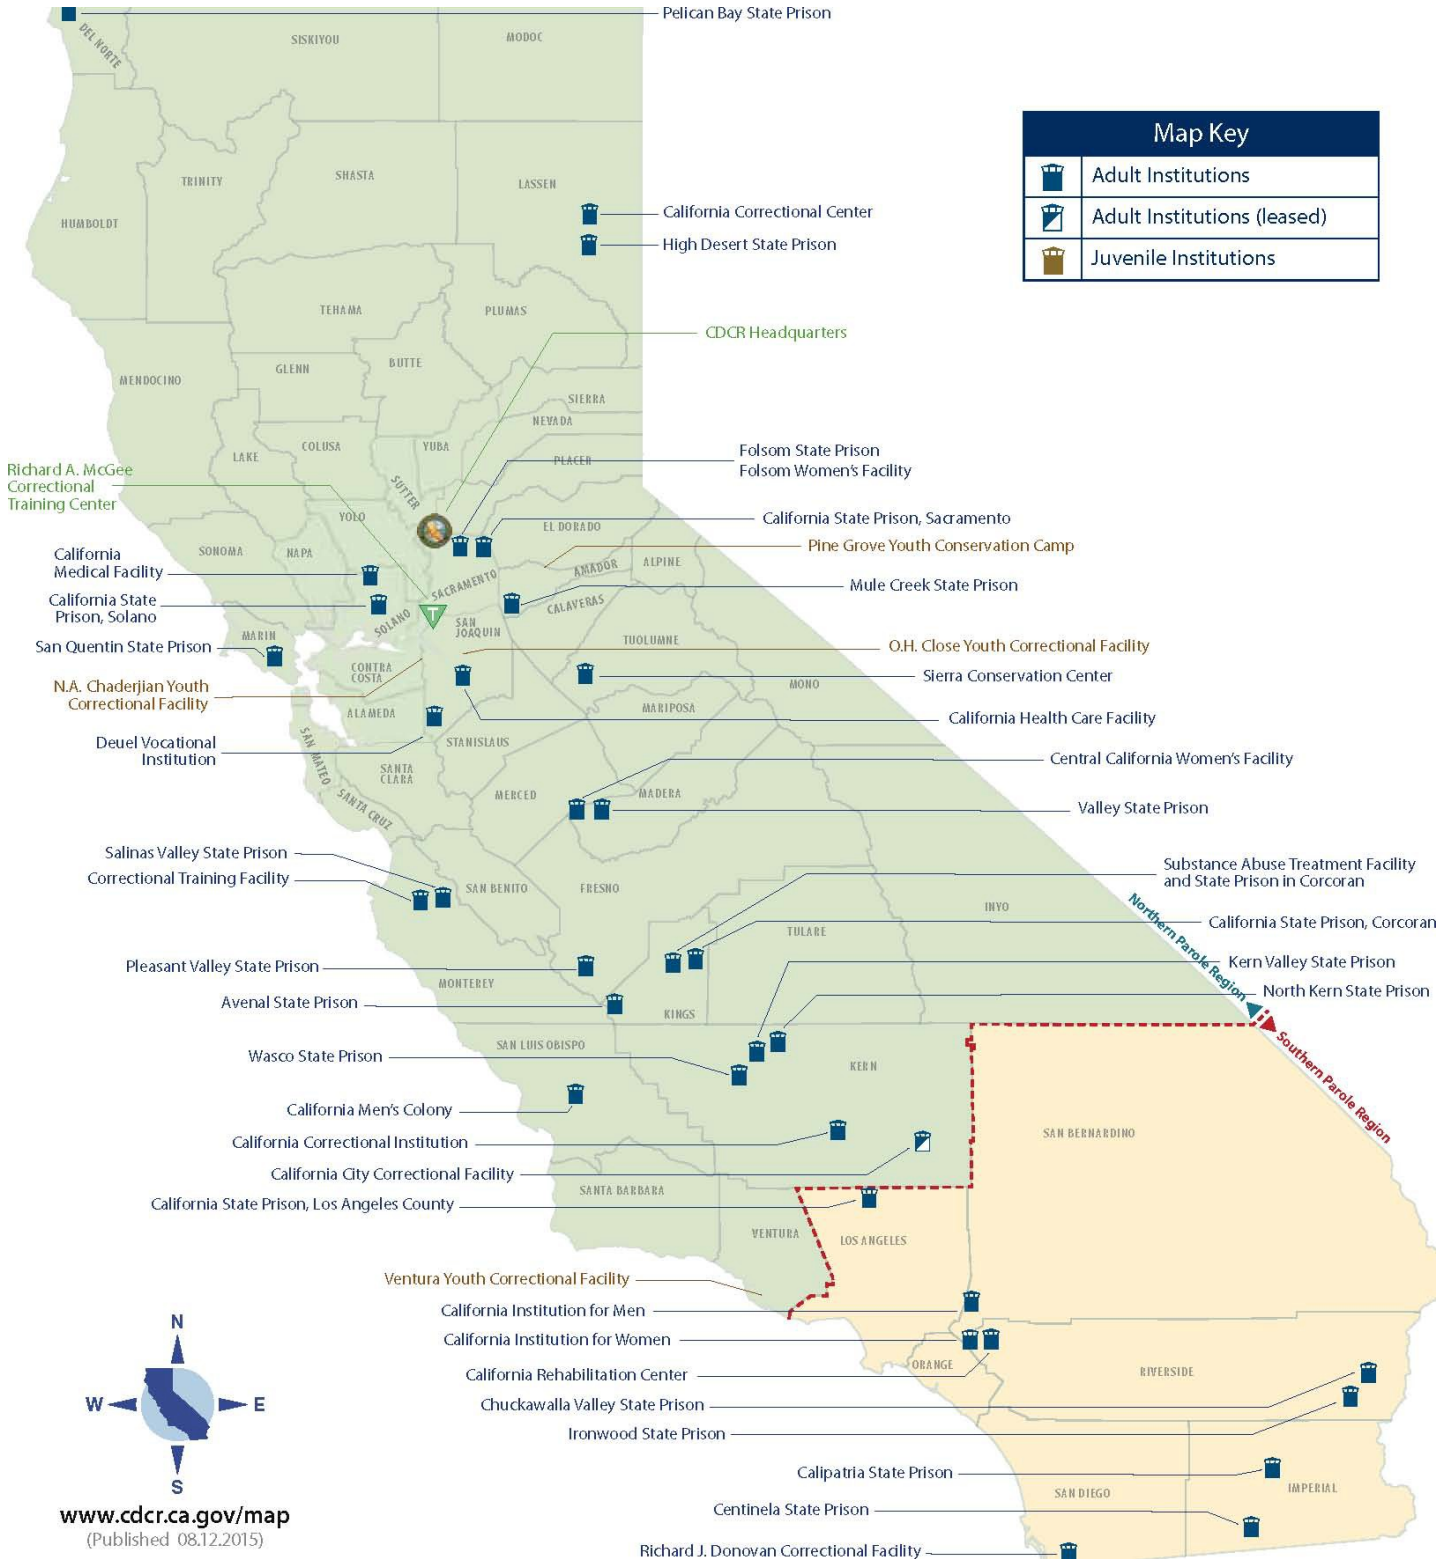 Pelican Bay State Prison
DEL NORTE
SISKIYOU
MODOC
Map Key
Adult Institutions
Adult Institutions (leased)
Juvenile Institutions
TRINITY
SHASTA
LASSEN
HUMBOLDT
California Correctional Center
High Desert State Prison
TEHAMA
PLUMAS
CDCR Headquarters
MENDOCINO
GLENN
BUTTE
SIERRA
NEVADA
LAKE
COLUSA
YUBA
PLACER
SUTTER
Folsom State Prison
Folsom Women's Facility
Richard A. McGee
Correctional
Training Center
YOLO
EL DORADO
California State Prison, Sacramento
SONOMA
NAPA
Pine Grove Youth Conservation Camp
California
Medical Facility
SACRAMENTO
AMADOR
ALPINE
Mule Creek State Prison
California State
Prison, Solano
SOLANO
T
CALAVERAS
SAN
JOAQUIN
MARIN
TUOLUMNE
San Quentin State Prison
O.H. Close Youth Correctional Facility
CONTRA
COSTA
Sierra Conservation Center
N.A. Chaderjian Youth
Correctional Facility
MONO
ALAMEDA
MARIPOSA
California Health Care Facility
Deuel Vocational
Institution
STANISLAUS
SAN MATEO
SANTA
CLARA
Central California Women's Facility
SANTA CRUZ
MERCED
MADERA
Valley State Prison
Salinas Valley State Prison
Correctional Training Facility
SAN BENITO
FRESNO
Substance Abuse Treatment Facility
and State Prison in Corcoran
INYO
TULARE
California State Prison, Corcoran
Northern Parole Region
Kern Valley State Prison
Pleasant Valley State Prison
MONTEREY
North Kern State Prison
Avenal State Prison
KINGS
Southern Parole Region
SAN LUIS OBISPO
Wasco State Prison
KERN
California Men's Colony
SAN BERNARDINO
California Correctional Institution
California City Correctional Facility
SANTA BARBARA
California State Prison, Los Angeles County
VENTURA
LOS ANGELES
Ventura Youth Correctional Facility
California Institution for Men
California Institution for Women
ORANGE
RIVERSIDE
California Rehabilitation Center
Chuckawalla Valley State Prison
Ironwood State Prison
Calipatria State Prison
SAN DIEGO
IMPERIAL
Centinela State Prison
Richard J. Donovan Correctional Facility
N
W
E
S
www.cdcr.ca.gov/map
(Published 08.12.2015)